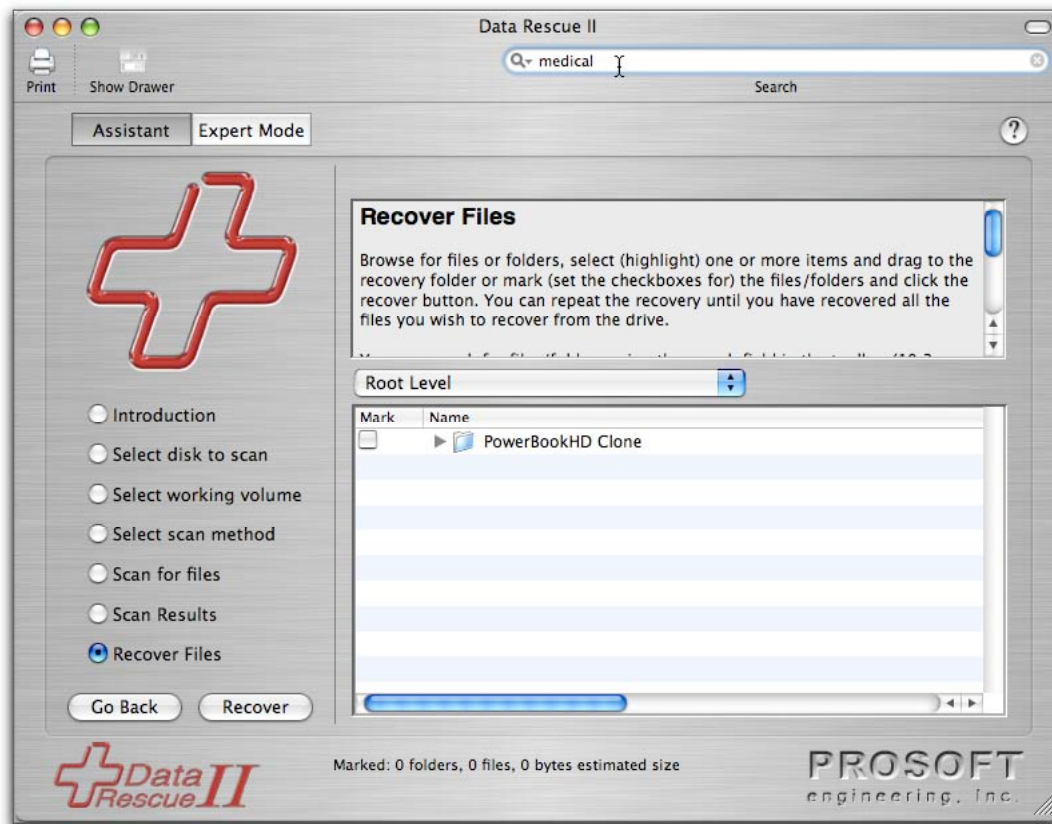 Data Rescue II
medical
Print
Show Drawer
Search
Assistant
Expert Mode
?
Recover Files
Browse for files or folders, select (highlight) one or more items and drag to the
recovery folder or mark (set the checkboxes for) the files/folders and click the
recover button. You can repeat the recovery until you have recovered all the
files you wish to recover from the drive.
Root Level
Mark Name
PowerBookHD Clone
Introduction
Select disk to scan
Select working volume
Select scan method
Scan for files
Scan Results
Recover Files
Go Back
Recover
Data
Rescue II
Marked: 0 folders, 0 files, 0 bytes estimated size
PROSOFT
engineering, inc.